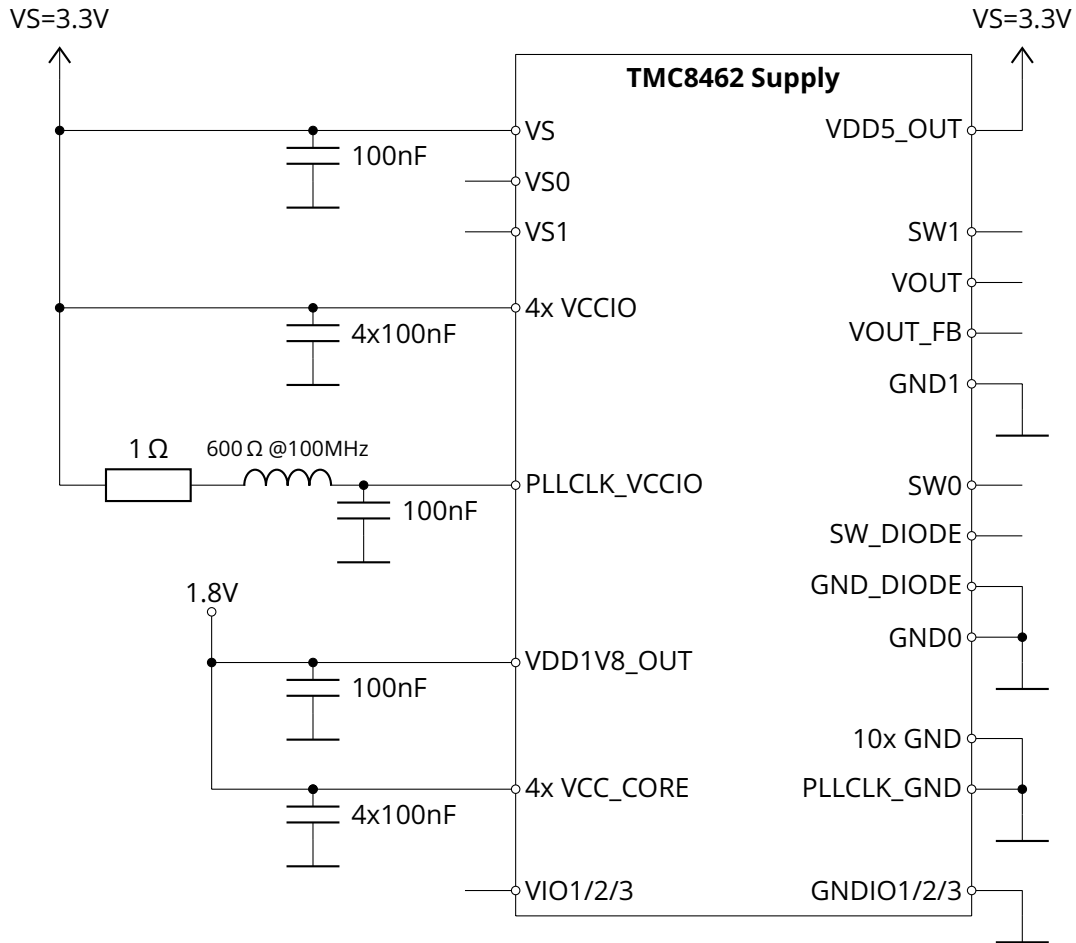 VS=3.3V
VS=3.3V
TMC8462 Supply
VS
VDD5_OUT
100nF
VS0
VS1
SW1
VOUT
4x VCCIO
4x100nF
VOUT_FB
GND1
1 Ω
600 Ω @100MHz
PLLCLK_VCCIO
SW0
100nF
SW_DIODE
GND_DIODE
1.8V
GND0
VDD1V8_OUT
100nF
10x GND
4x VCC_CORE
PLLCLK_GND
4x100nF
VIO1/2/3
GNDIO1/2/3